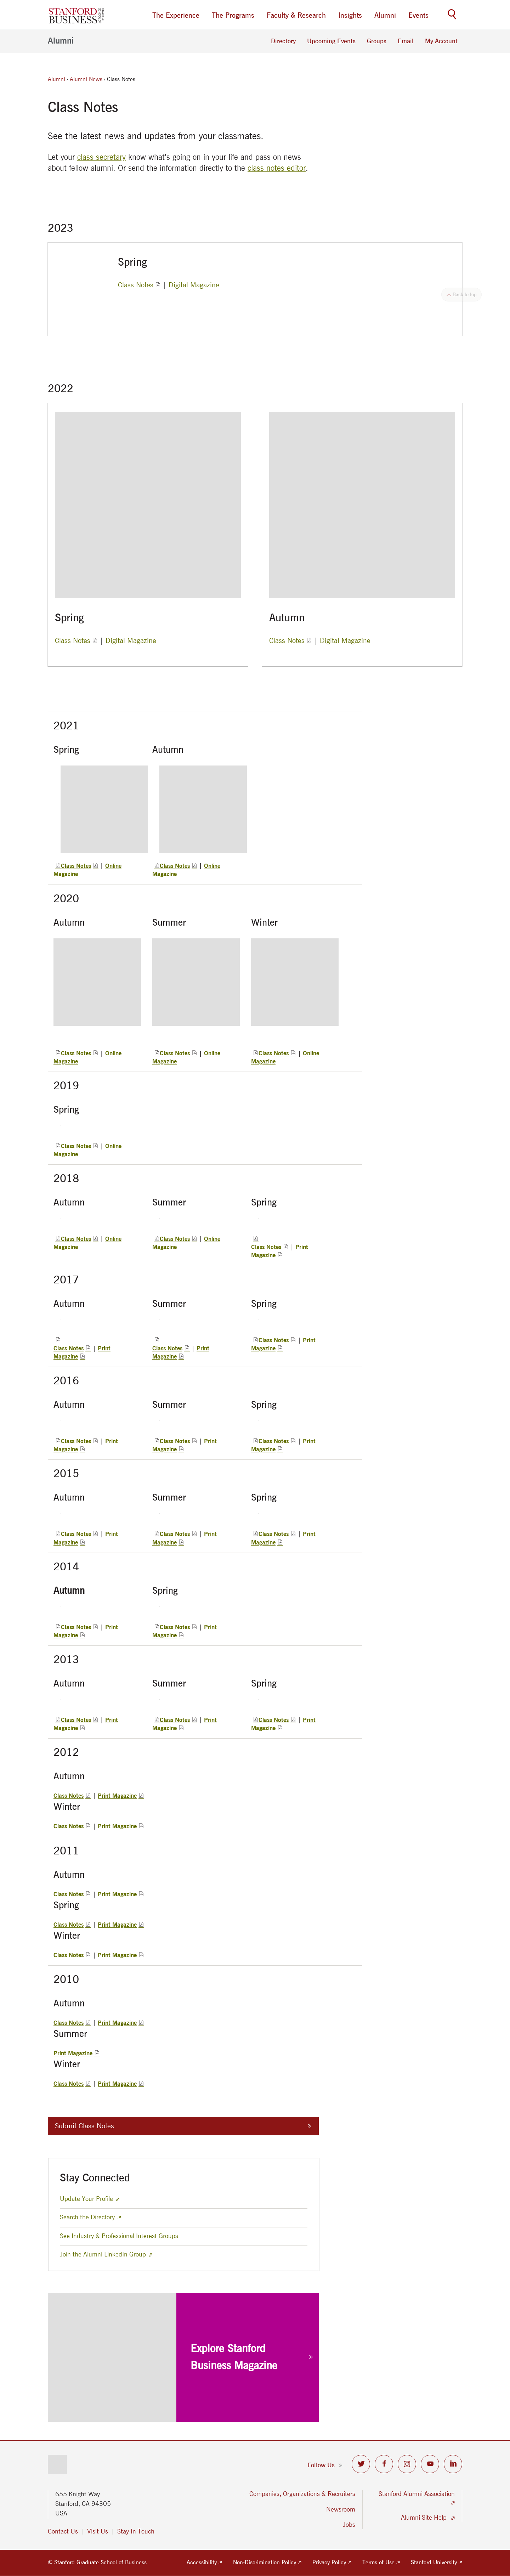 STANFORD
BUSINESS
The Experience
The Programs
Faculty & Research
Insights
Alumni
Events
Alumni
Directory
Upcoming Events
Groups
Email
My Account
Alumni › Alumni News › Class Notes
Class Notes
See the latest news and updates from your classmates.
Let your class secretary know what's going on in your life and pass on news
about fellow alumni. Or send the information directly to the class notes editor.
2023
Spring
Class Notes | Digital Magazine
Back to top
2022
Spring
Class Notes | Digital Magazine
Autumn
Class Notes | Digital Magazine
2021
Spring
Autumn
Class Notes | Online
Magazine
Class Notes | Online
Magazine
2020
Autumn
Summer
Winter
Class Notes | Online
Magazine
Class Notes | Online
Magazine
Class Notes | Online
Magazine
2019
Spring
Class Notes | Online
Magazine
2018
Autumn
Summer
Spring
Class Notes | Online
Magazine
Class Notes | Online
Magazine
Class Notes | Print
Magazine
2017
Autumn
Summer
Spring
Class Notes | Print
Magazine
Class Notes | Print
Magazine
Class Notes | Print
Magazine
2016
Autumn
Summer
Spring
Class Notes | Print
Magazine
Class Notes | Print
Magazine
Class Notes | Print
Magazine
2015
Autumn
Summer
Spring
Class Notes | Print
Magazine
Class Notes | Print
Magazine
Class Notes | Print
Magazine
2014
Autumn
Spring
Class Notes | Print
Magazine
Class Notes | Print
Magazine
2013
Autumn
Summer
Spring
Class Notes | Print
Magazine
Class Notes | Print
Magazine
Class Notes | Print
Magazine
2012
Autumn
Class Notes | Print Magazine
Winter
Class Notes | Print Magazine
2011
Autumn
Class Notes | Print Magazine
Spring
Class Notes | Print Magazine
Winter
Class Notes | Print Magazine
2010
Autumn
Class Notes | Print Magazine
Summer
Print Magazine
Winter
Class Notes | Print Magazine
Submit Class Notes
Stay Connected
Update Your Profile
Search the Directory
See Industry & Professional Interest Groups
Join the Alumni LinkedIn Group
Explore Stanford
Business Magazine
Follow Us
655 Knight Way
Stanford, CA 94305
USA
Contact Us
Visit Us
Stay In Touch
Companies, Organizations & Recruiters
Newsroom
Jobs
Stanford Alumni Association
Alumni Site Help
© Stanford Graduate School of Business
Accessibility
Non-Discrimination Policy
Privacy Policy
Terms of Use
Stanford University